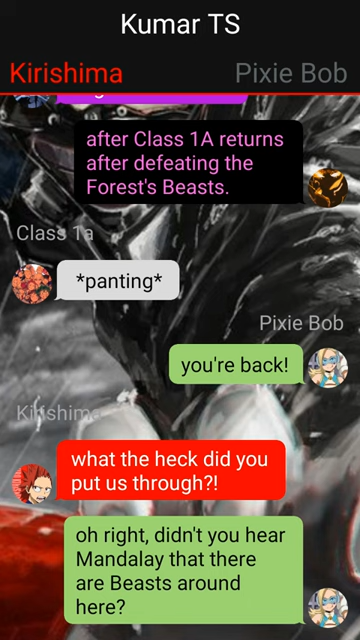 Kumar TS
Kirishima Pixie Bob
after Class 1A returns
after defeating the
Forest's Beasts.
Class 1a
*panting*
Pixie Bob
you're back!
Kirishima
what the heck did you
put us through?!
oh right, didn't you hear
Mandalay that there
are Beasts around
here?